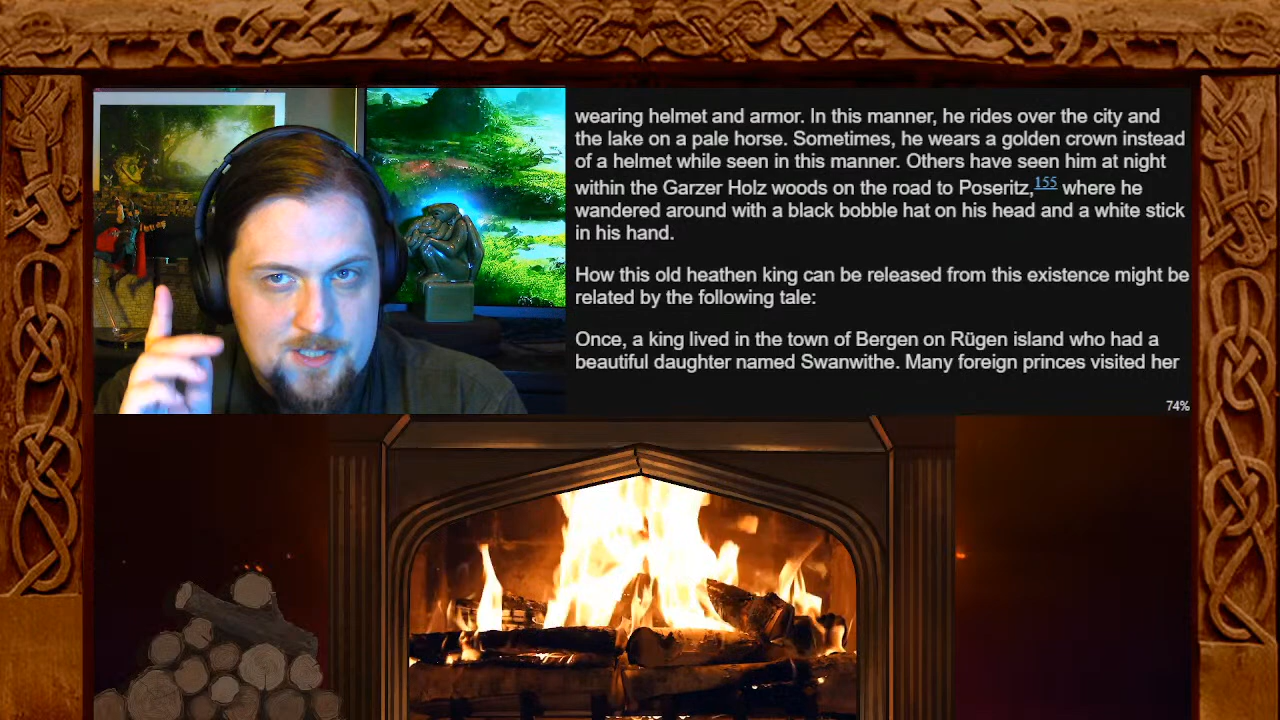 wearing helmet and armor. In this manner, he rides over the city and
the lake on a pale horse. Sometimes, he wears a golden crown instead
of a helmet while seen in this manner. Others have seen him at night
within the Garzer Holz woods on the road to Poseritz,155 where he
wandered around with a black bobble hat on his head and a white stick
in his hand.
How this old heathen king can be released from this existence might be
related by the following tale:
Once, a king lived in the town of Bergen on Rügen island who had a
beautiful daughter named Swanwithe. Many foreign princes visited her
74%